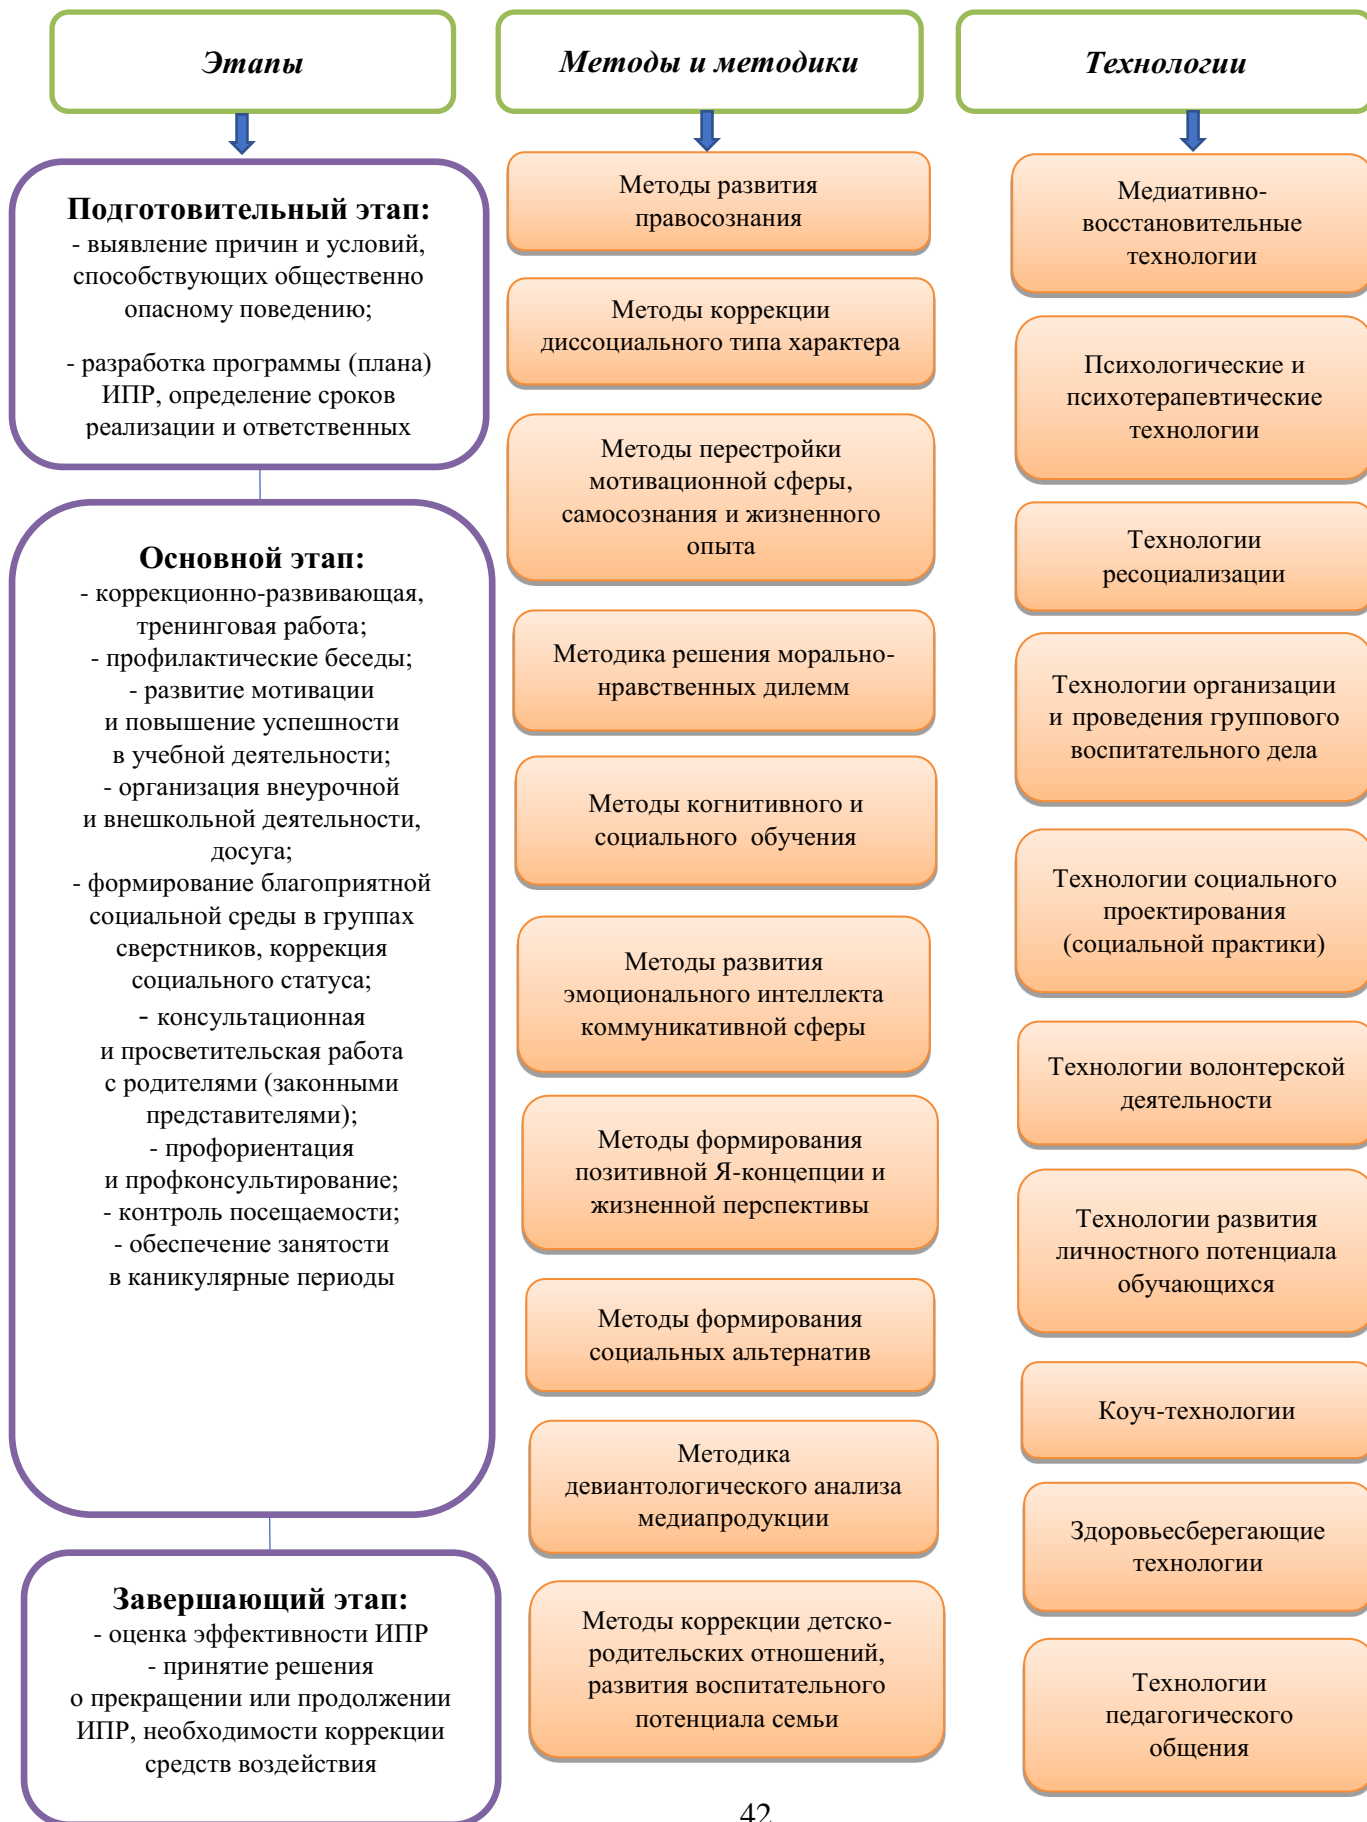 Этапы
Подготовительный этап:
- выявление причин и условий,
способствующих общественно
опасному поведению;
- разработка программы (плана)
ИПР, определение сроков
реализации и ответственных
Основной этап:
- коррекционно-развивающая,
тренинговая работа;
- профилактические беседы;
- развитие мотивации
и повышение успешности
в учебной деятельности;
- организация внеурочной
и внешкольной деятельности,
досуга;
- формирование благоприятной
социальной среды в группах
сверстников, коррекция
социального статуса;
- консультационная
и просветительская работа
с родителями (законными
представителями);
- профориентация
и профконсультирование;
- контроль посещаемости;
- обеспечение занятости
в каникулярные периоды
Завершающий этап:
- оценка эффективности ИПР
- принятие решения
о прекращении или продолжении
ИПР, необходимости коррекции
средств воздействия
Методы и методики
Методы развития
правосознания
Методы коррекции
диссоциального типа характера
Методы перестройки
мотивационной сферы,
самосознания и жизненного
опыта
Методика решения морально-
нравственных дилемм
Методы когнитивного и
социального обучения
Методы развития
эмоционального интеллекта
коммуникативной сферы
Методы формирования
позитивной Я-концепции и
жизненной перспективы
Методы формирования
социальных альтернатив
Методика
девиантологического анализа
медиапродукции
Методы коррекции детско-
родительских отношений,
развития воспитательного
потенциала семьи
Технологии
Медиативно-
восстановительные
технологии
Психологические и
психотерапевтические
технологии
Технологии
ресоциализации
Технологии организации
и проведения группового
воспитательного дела
Технологии социального
проектирования
(социальной практики)
Технологии волонтерской
деятельности
Технологии развития
личностного потенциала
обучающихся
Коуч-технологии
Здоровьесберегающие
технологии
Технологии
педагогического
общения
42